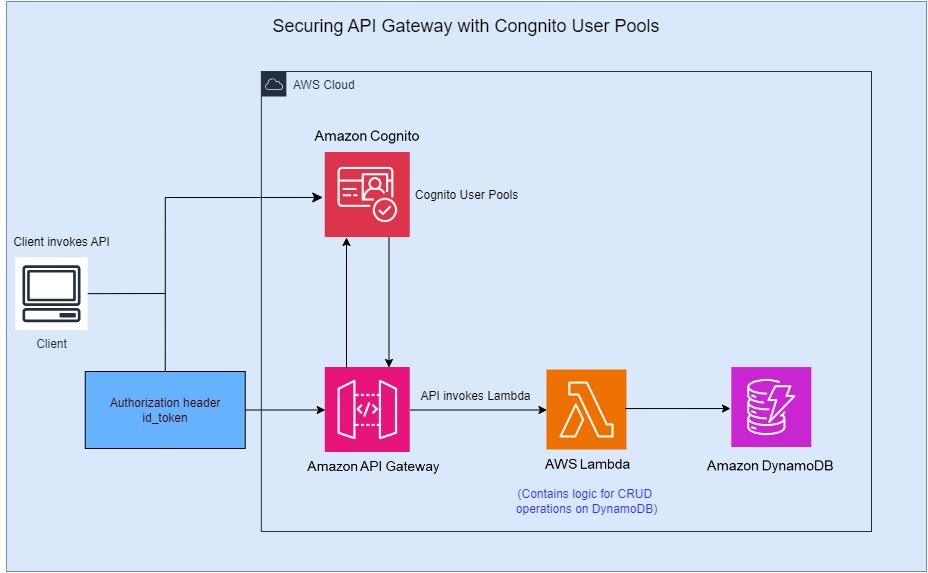 Securing API Gateway with Congnito User Pools
AWS Cloud
Amazon Cognito
Cognito User Pools
Client invokes API
Client
Authorization header
id_token
API invokes Lambda
Amazon API Gateway
AWS Lambda
Amazon DynamoDB
(Contains logic for CRUD
operations on DynamoDB)